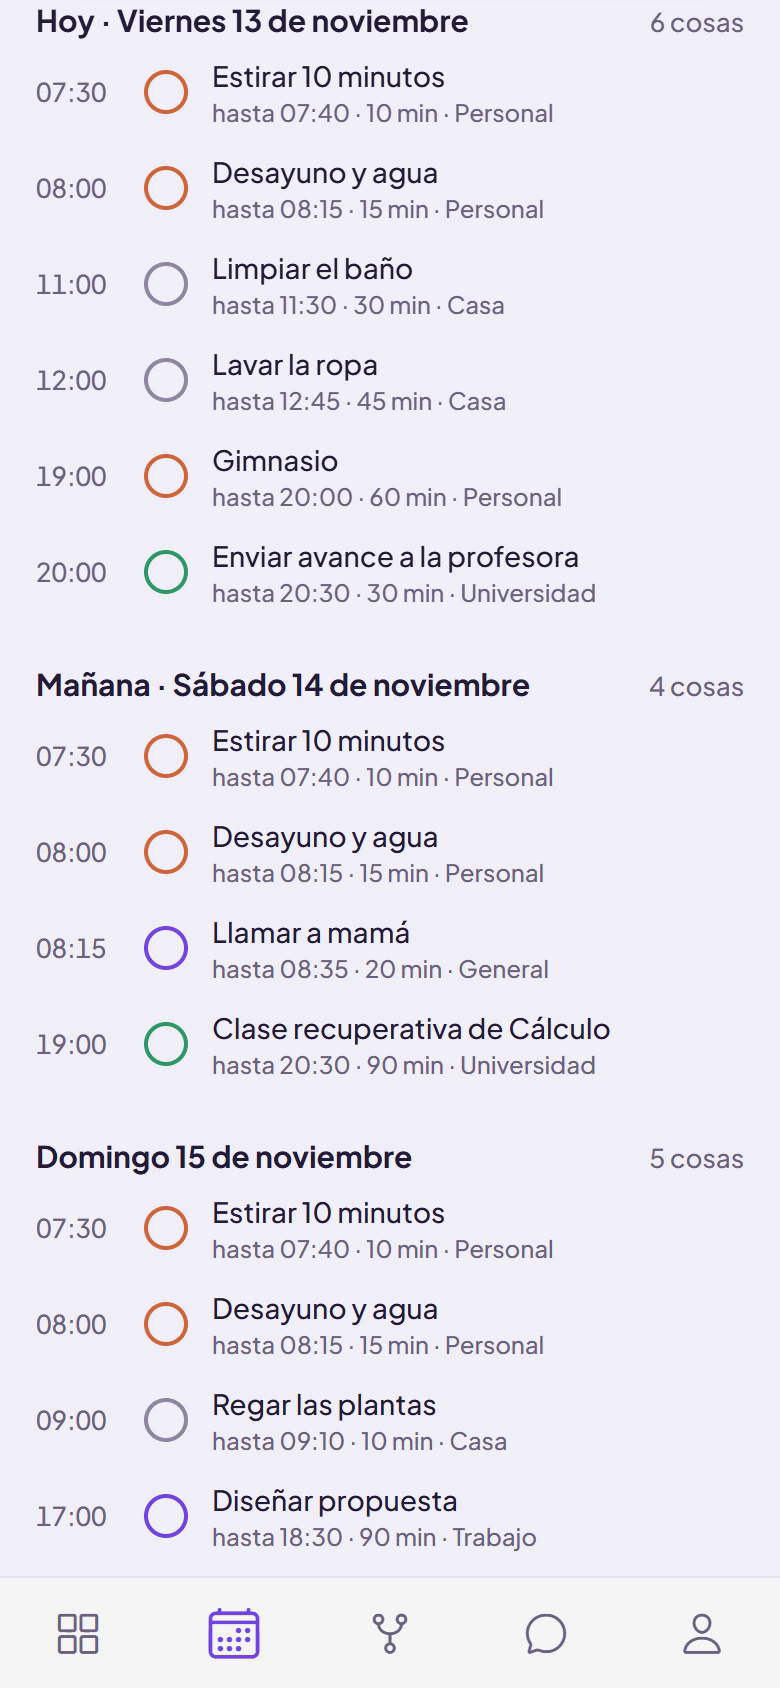 Hoy · Viernes 13 de noviembre 6 cosas
07:30 Estirar 10 minutos
hasta 07:40 · 10 min · Personal
08:00 Desayuno y agua
hasta 08:15 · 15 min · Personal
11:00 Limpiar el baño
hasta 11:30 · 30 min · Casa
12:00 Lavar la ropa
hasta 12:45 · 45 min · Casa
19:00 Gimnasio
hasta 20:00 · 60 min · Personal
20:00 Enviar avance a la profesora
hasta 20:30 · 30 min · Universidad
Mañana · Sábado 14 de noviembre 4 cosas
07:30 Estirar 10 minutos
hasta 07:40 · 10 min · Personal
08:00 Desayuno y agua
hasta 08:15 · 15 min · Personal
08:15 Llamar a mamá
hasta 08:35 · 20 min · General
19:00 Clase recuperativa de Cálculo
hasta 20:30 · 90 min · Universidad
Domingo 15 de noviembre 5 cosas
07:30 Estirar 10 minutos
hasta 07:40 · 10 min · Personal
08:00 Desayuno y agua
hasta 08:15 · 15 min · Personal
09:00 Regar las plantas
hasta 09:10 · 10 min · Casa
17:00 Diseñar propuesta
hasta 18:30 · 90 min · Trabajo